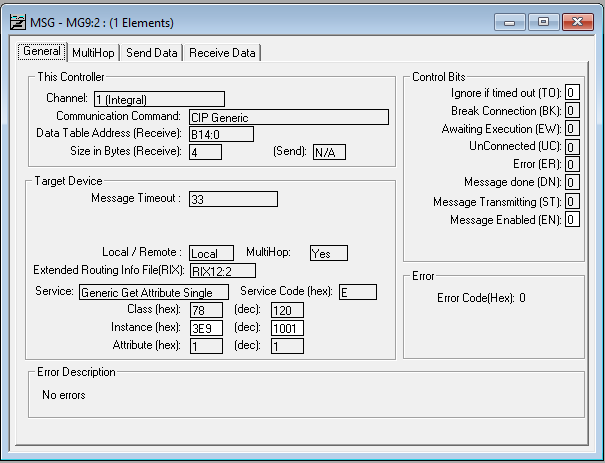 MSG - MG9:2 : (1 Elements)
General MultiHop Send Data Receive Data
This Controller
Channel: 1 (Integral)
Communication Command: CIP Generic
Data Table Address (Receive): B14:0
Size in Bytes (Receive): 4 (Send): N/A
Target Device
Message Timeout : 33
Local / Remote : Local MultiHop: Yes
Extended Routing Info File(RIX): RIX12:2
Service: Generic Get Attribute Single Service Code (hex): E
Class (hex): 78 (dec): 120
Instance (hex): 3E9 (dec): 1001
Attribute (hex): 1 (dec): 1
Control Bits
Ignore if timed out (TO): 0
Break Connection (BK): 0
Awaiting Execution (EW): 0
UnConnected (UC): 0
Error (ER): 0
Message done (DN): 0
Message Transmitting (ST): 0
Message Enabled (EN): 0
Error
Error Code(Hex): 0
Error Description
No errors